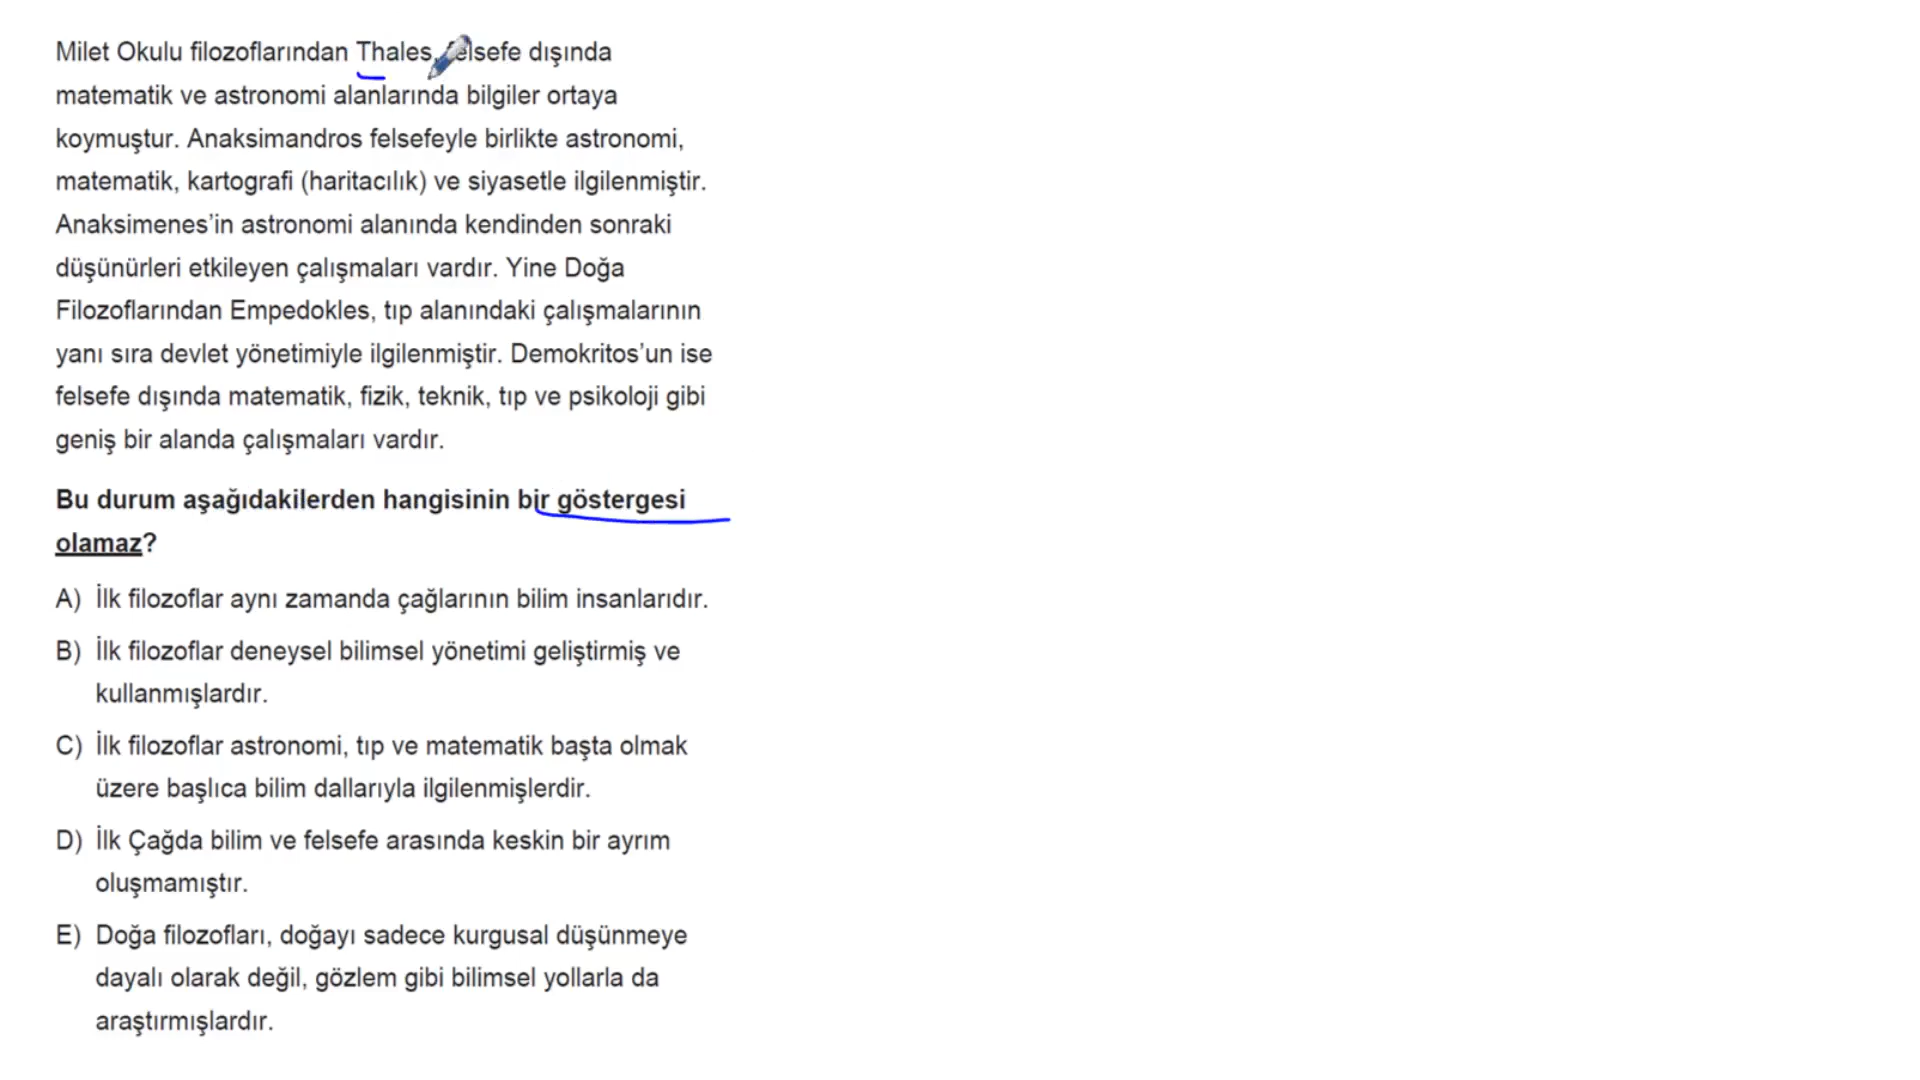 Milet Okulu filozoflarından Thales, felsefe dışında
matematik ve astronomi alanlarında bilgiler ortaya
koymuştur. Anaksimandros felsefeyle birlikte astronomi,
matematik, kartografi (haritacılık) ve siyasetle ilgilenmiştir.
Anaksimenes’in astronomi alanında kendinden sonraki
düşünürleri etkileyen çalışmaları vardır. Yine Doğa
Filozoflarından Empedokles, tıp alanındaki çalışmalarının
yanı sıra devlet yönetimiyle ilgilenmiştir. Demokritos’un ise
felsefe dışında matematik, fizik, teknik, tıp ve psikoloji gibi
geniş bir alanda çalışmaları vardır.
Bu durum aşağıdakilerden hangisinin bir göstergesi
olamaz?
A) İlk filozoflar aynı zamanda çağlarının bilim insanlarıdır.
B) İlk filozoflar deneysel bilimsel yönetimi geliştirmiş ve
kullanmışlardır.
C) İlk filozoflar astronomi, tıp ve matematik başta olmak
üzere başlıca bilim dallarıyla ilgilenmişlerdir.
D) İlk Çağda bilim ve felsefe arasında keskin bir ayrım
oluşmamıştır.
E) Doğa filozofları, doğayı sadece kurgusal düşünmeye
dayalı olarak değil, gözlem gibi bilimsel yollarla da
araştırmışlardır.